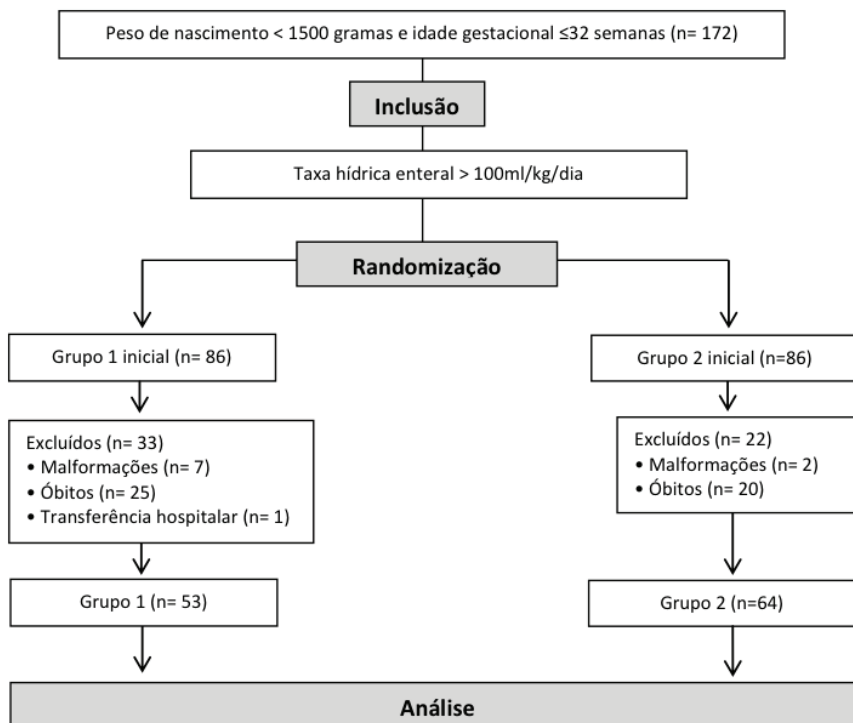 Peso de nascimento < 1500 gramas e idade gestacional ≤32 semanas (n= 172)
Inclusão
Taxa hídrica enteral > 100ml/kg/dia
Randomização
Grupo 1 inicial (n= 86)
Grupo 2 inicial (n=86)
Excluídos (n= 33)
• Malformações (n= 7)
• Óbitos (n= 25)
• Transferência hospitalar (n= 1)
Excluídos (n= 22)
• Malformações (n= 2)
• Óbitos (n= 20)
Grupo 1 (n= 53)
Grupo 2 (n=64)
Análise